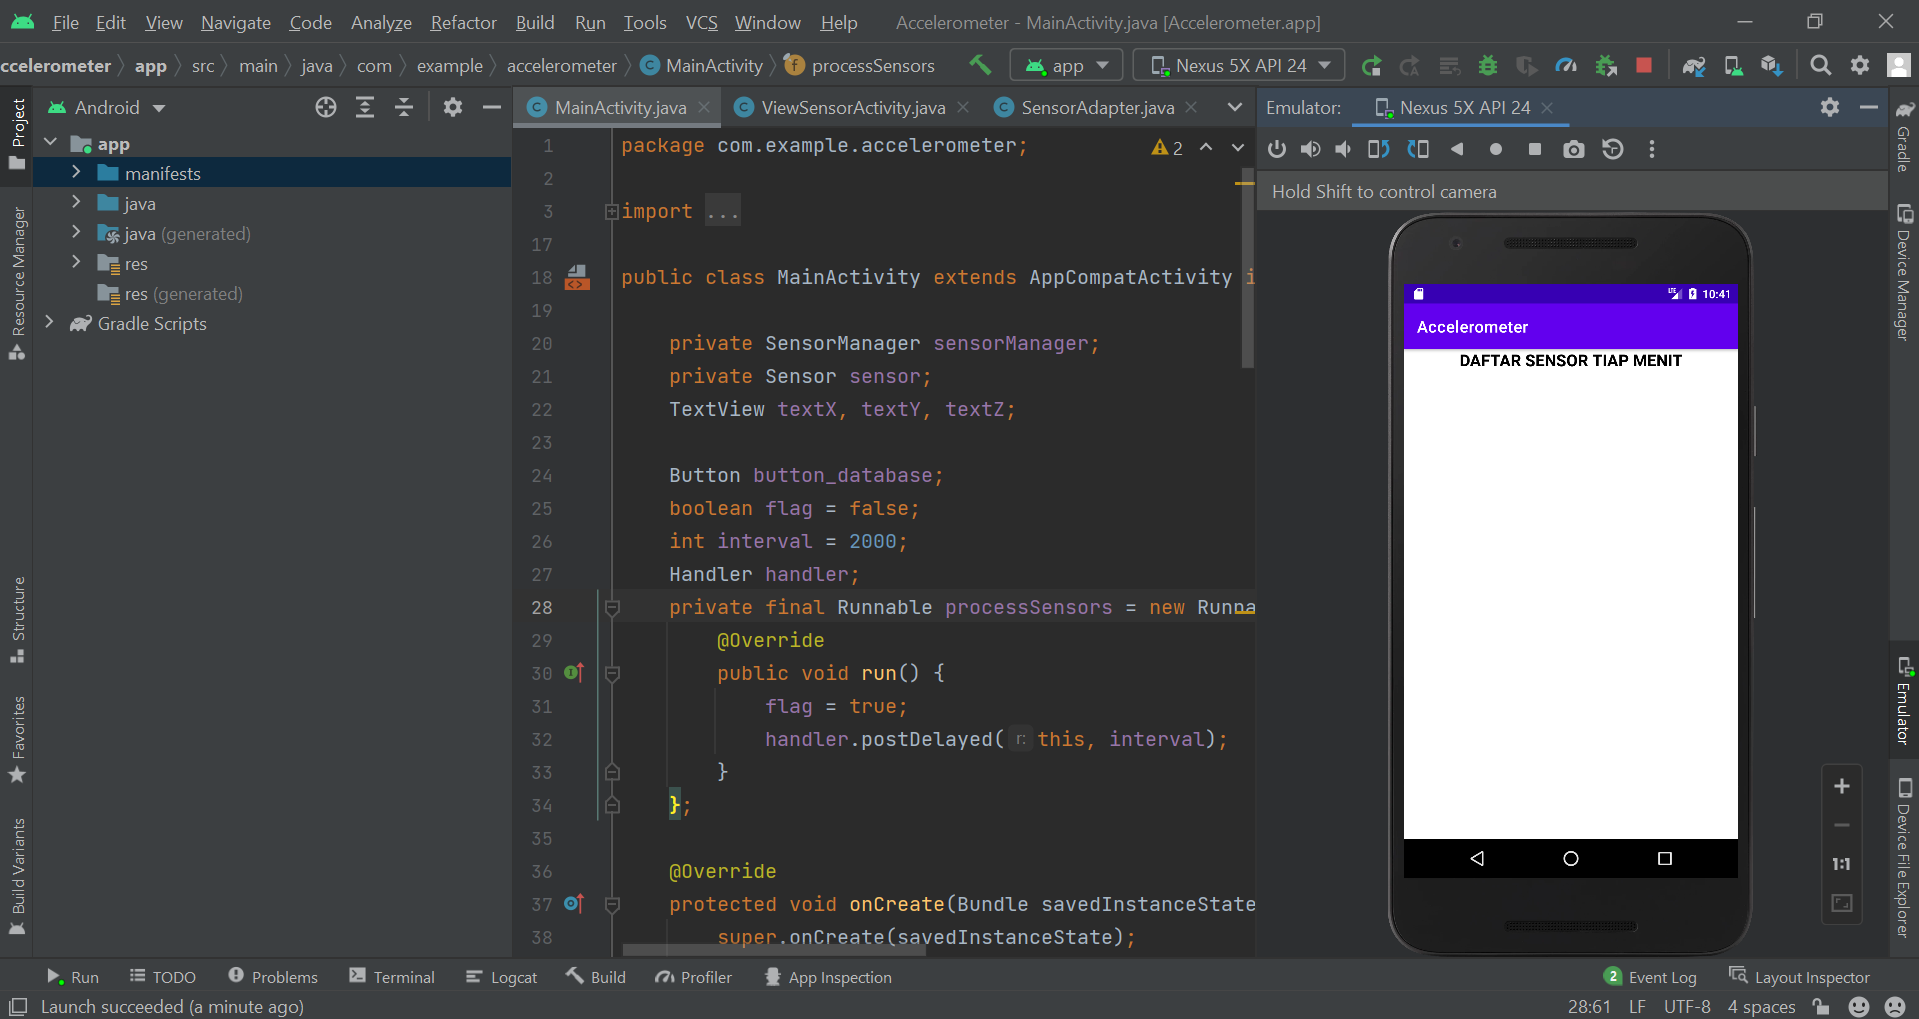 File Edit View Navigate Code Analyze Refactor Build Run Tools VCS Window Help Accelerometer - MainActivity.java [Accelerometer.app]
ccelerometer app src main java com example accelerometer MainActivity processSensors app Nexus 5X API 24
Project
Resource Manager
Structure
Favorites
Build Variants
Android
app
manifests
java
java (generated)
res
res (generated)
Gradle Scripts
MainActivity.java ViewSensorActivity.java SensorAdapter.java
2
1 package com.example.accelerometer;
2
3 import ...
17
18 public class MainActivity extends AppCompatActivity i
19
20 private SensorManager sensorManager;
21 private Sensor sensor;
22 TextView textX, textY, textZ;
23
24 Button button_database;
25 boolean flag = false;
26 int interval = 2000;
27 Handler handler;
28 private final Runnable processSensors = new Runna
29 @Override
30 public void run() {
31 flag = true;
32 handler.postDelayed( r: this, interval);
33 }
34 };
35
36 @Override
37 protected void onCreate(Bundle savedInstanceState
38 super.onCreate(savedInstanceState);
Emulator: Nexus 5X API 24
Hold Shift to control camera
LTE 10:41
Accelerometer
DAFTAR SENSOR TIAP MENIT
1:1
Gradle
Device Manager
Emulator
Device File Explorer
Run TODO Problems Terminal Logcat Build Profiler App Inspection 2 Event Log Layout Inspector
Launch succeeded (a minute ago) 28:61 LF UTF-8 4 spaces